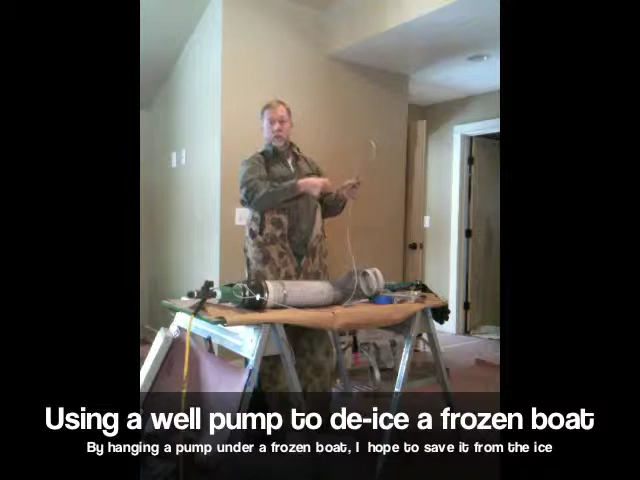 Using a well pump to de-ice a frozen boat
By hanging a pump under a frozen boat, I hope to save it from the ice